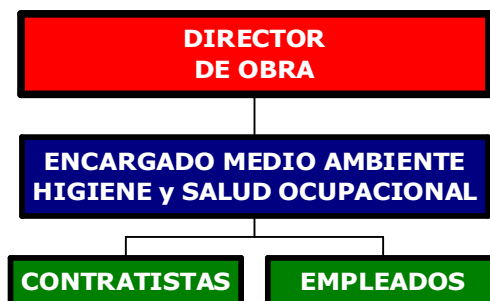 DIRECTOR
DE OBRA
ENCARGADO MEDIO AMBIENTE
HIGIENE y SALUD OCUPACIONAL
CONTRATISTAS
EMPLEADOS